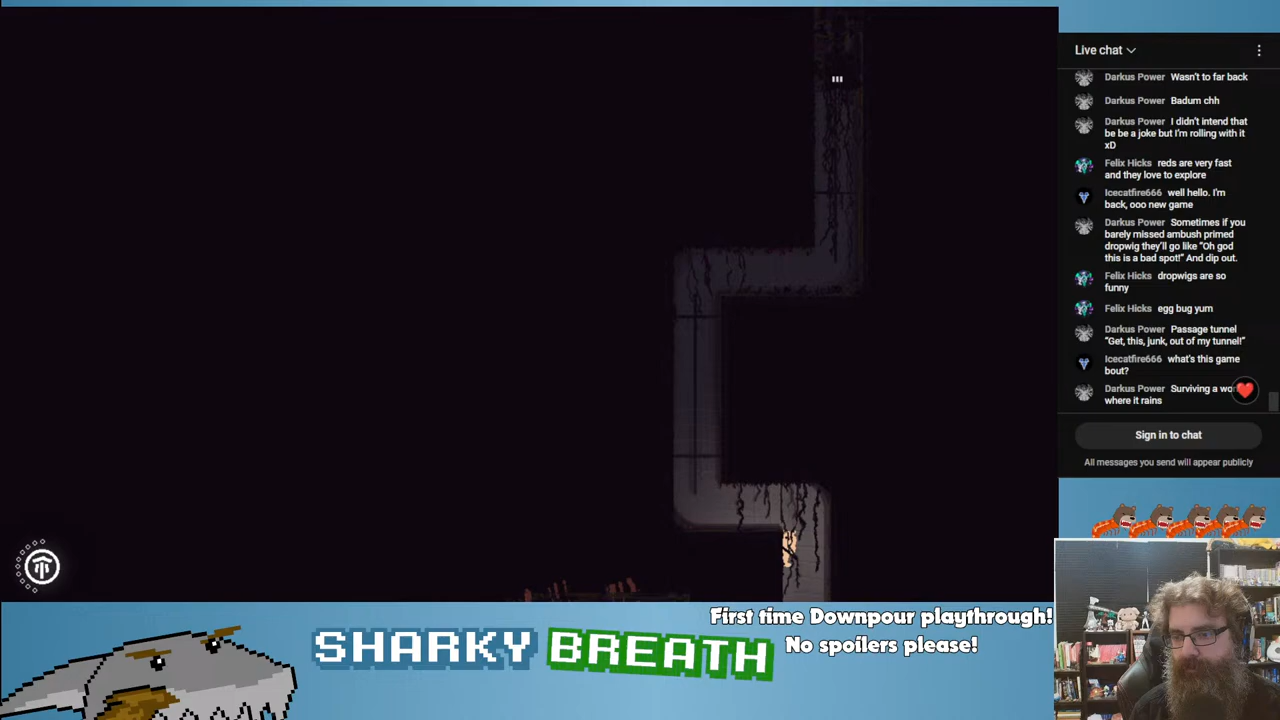 Live chat
Darkus Power Wasn't to far back
Darkus Power Badum chh
Darkus Power I didn't intend that
be be a joke but I'm rolling with it
xD
Felix Hicks reds are very fast
and they love to explore
Icecatfire666 well hello. I'm
back, ooo new game
Darkus Power Sometimes if you
barely missed ambush primed
dropwig they'll go like "Oh god
this is a bad spot!" And dip out.
Felix Hicks dropwigs are so
funny
Felix Hicks egg bug yum
Darkus Power Passage tunnel
"Get, this, junk, out of my tunnel!"
Icecatfire666 what's this game
bout?
Darkus Power Surviving a wo
where it rains
Sign in to chat
All messages you send will appear publicly
First time Downpour playthrough!
No spoilers please!
SHARKY BREATH